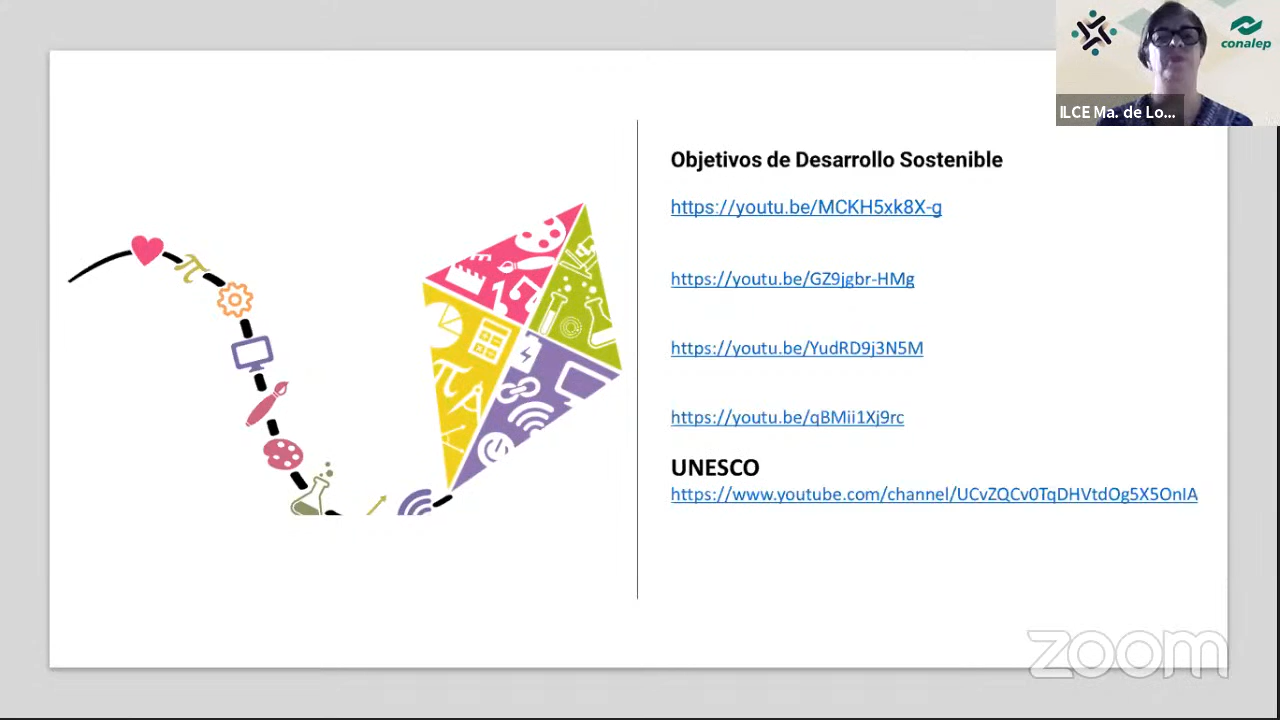 conalep
ILCE Ma. de Lo...
Objetivos de Desarrollo Sostenible
https://youtu.be/MCKH5xk8X-g
https://youtu.be/GZ9jgbr-HMg
https://youtu.be/YudRD9j3N5M
https://youtu.be/qBMii1Xj9rc
UNESCO
https://www.youtube.com/channel/UCvZQCv0TqDHVtdOg5X5OnIA
zoom